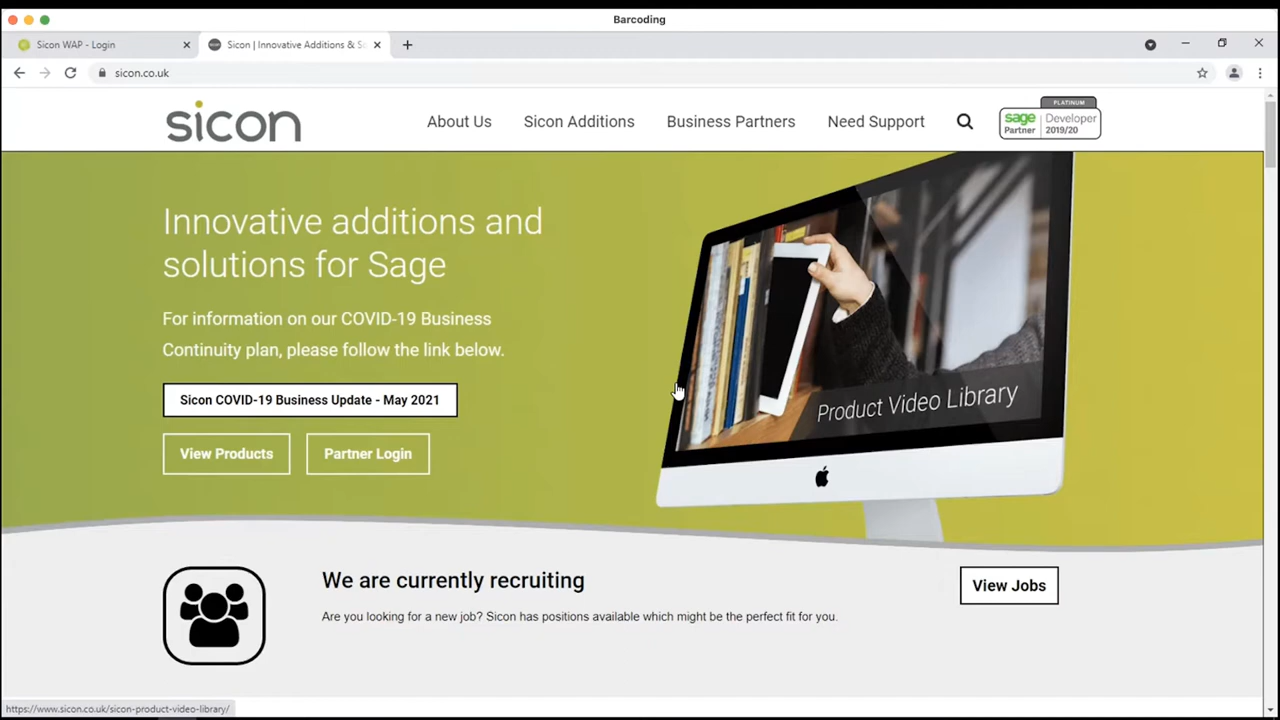 Barcoding
Sicon WAP - Login
Sicon | Innovative Additions & S
sicon.co.uk
sicon
About Us
Sicon Additions
Business Partners
Need Support
PLATINUM
sage
Partner
Developer
2019/20
Innovative additions and
solutions for Sage
For information on our COVID-19 Business
Continuity plan, please follow the link below.
Sicon COVID-19 Business Update - May 2021
View Products
Partner Login
Product Video Library
We are currently recruiting
Are you looking for a new job? Sicon has positions available which might be the perfect fit for you.
View Jobs
https://www.sicon.co.uk/sicon-product-video-library/